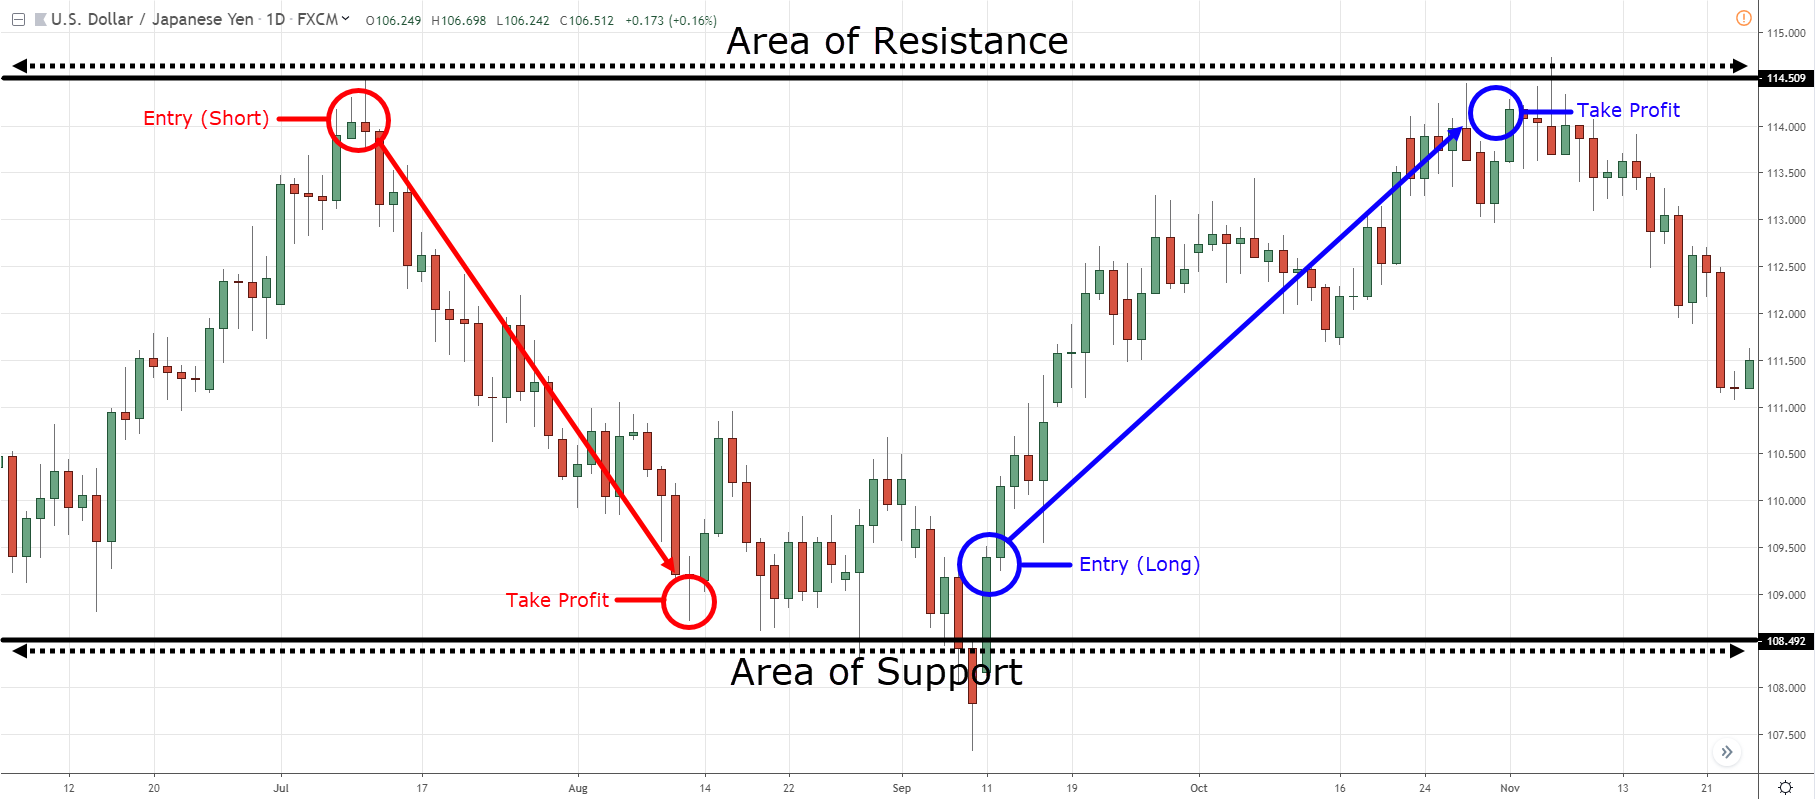 U.S. Dollar / Japanese Yen · 1D · FXCM O106.249 H106.698 L106.242 C106.512 +0.173 (+0.16%)
Area of Resistance
115.000
114.509
Entry (Short)
Take Profit
114.000
113.500
113.000
112.500
112.000
111.500
111.000
110.500
110.000
109.500
Entry (Long)
Take Profit
109.000
108.492
Area of Support
108.000
107.500
12 20 Jul 17 Aug 14 22 Sep 11 19 Oct 16 24 Nov 13 21